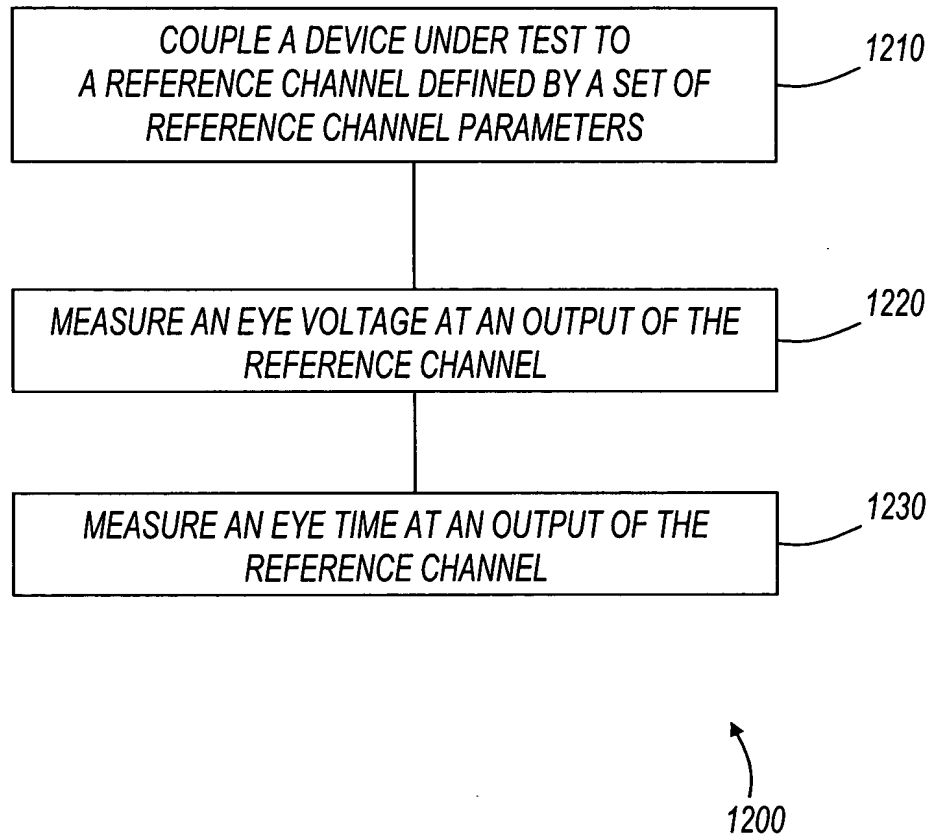 COUPLE A DEVICE UNDER TEST TO
A REFERENCE CHANNEL DEFINED BY A SET OF
REFERENCE CHANNEL PARAMETERS
1210
MEASURE AN EYE VOLTAGE AT AN OUTPUT OF THE
REFERENCE CHANNEL
1220
MEASURE AN EYE TIME AT AN OUTPUT OF THE
REFERENCE CHANNEL
1230
1200